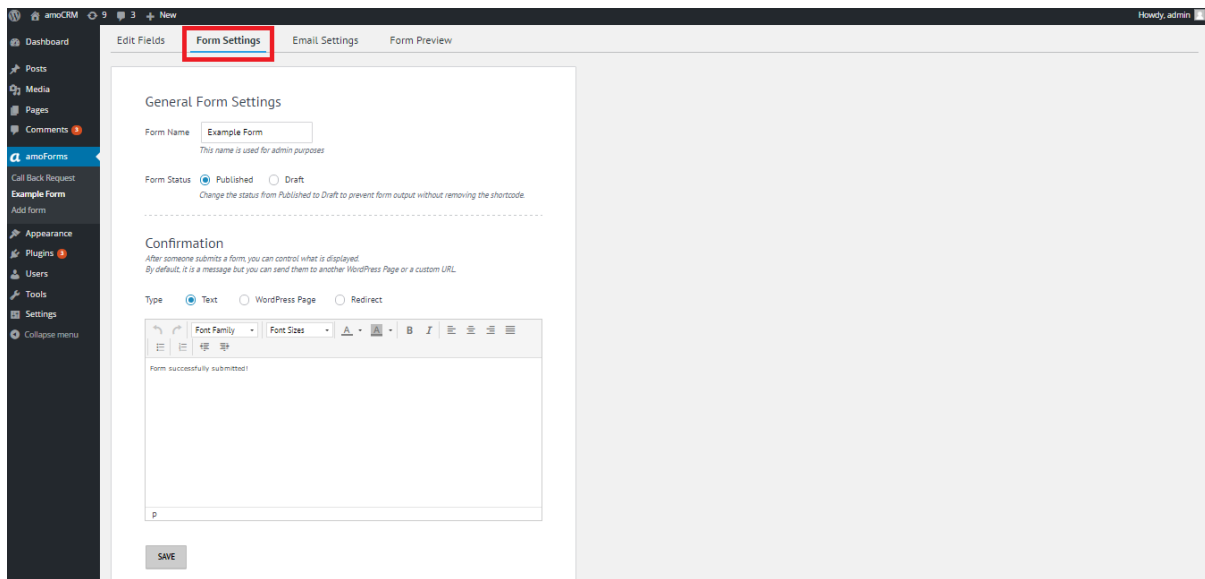 amoCRM 9 3 + New Howdy, admin
Dashboard
Posts
Media
Pages
Comments 3
amoForms
Call Back Request
Example Form
Add form
Appearance
Plugins 3
Users
Tools
Settings
Collapse menu
Edit Fields Form Settings Email Settings Form Preview
General Form Settings
Form Name Example Form
This name is used for admin purposes
Form Status Published Draft
Change the status from Published to Draft to prevent form output without removing the shortcode.
Confirmation
After someone submits a form, you can control what is displayed.
By default, it is a message but you can send them to another WordPress Page or a custom URL.
Type Text WordPress Page Redirect
Font Family Font Sizes A A B I
Form successfully submitted!
p
SAVE